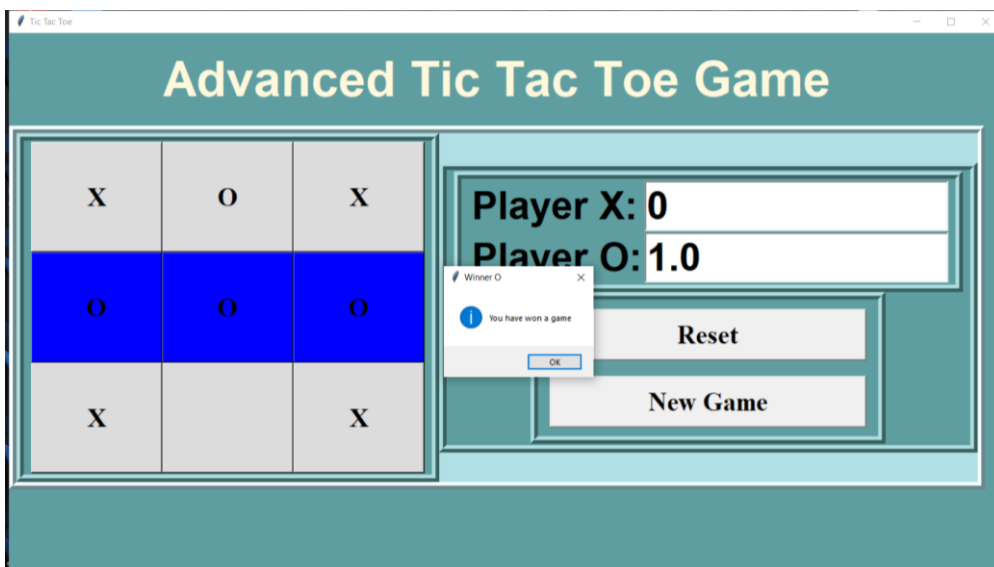 Tic Tac Toe
Advanced Tic Tac Toe Game
X O X
O O O
X X
Player X: 0
Player O: 1.0
Winner O
You have won a game
OK
Reset
New Game